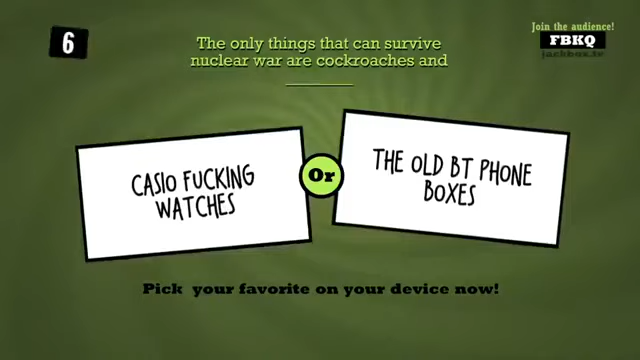 6
The only things that can survive
nuclear war are cockroaches and
Join the audience!
FBKQ
jackbox.tv
CASIO FUCKING
WATCHES
Or
THE OLD BT PHONE
BOXES
Pick your favorite on your device now!